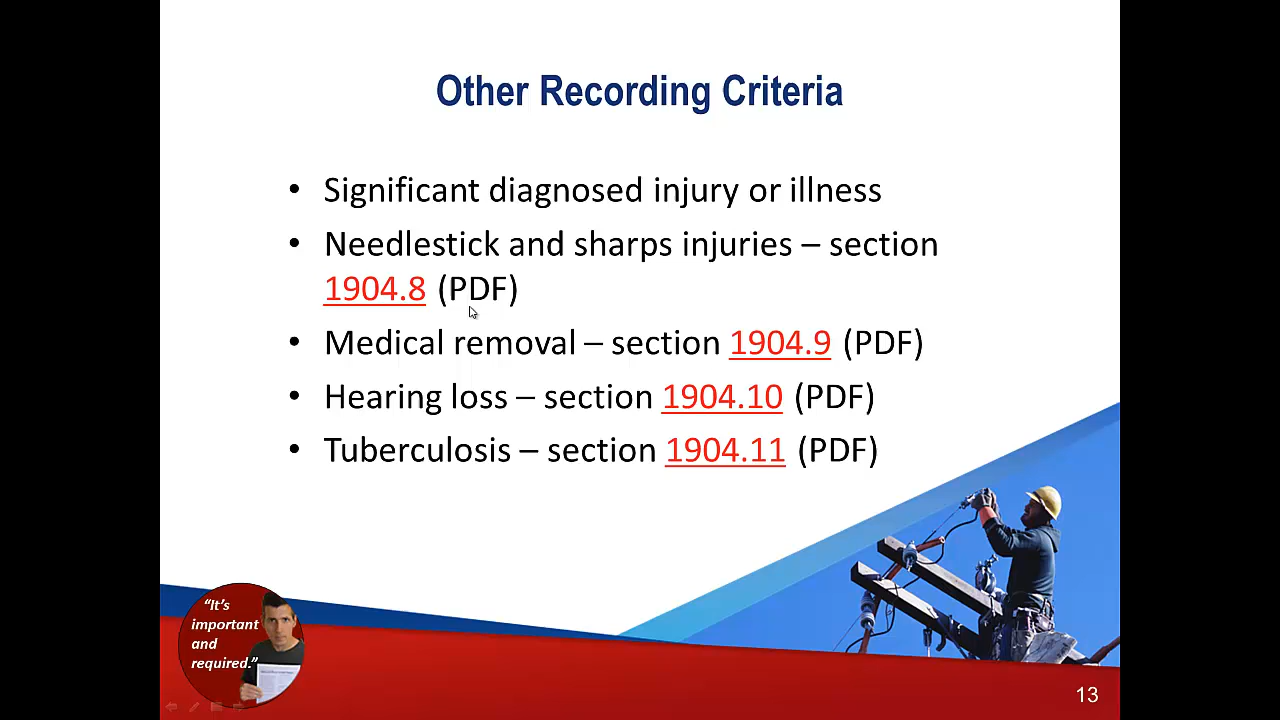 Other Recording Criteria
• Significant diagnosed injury or illness
• Needlestick and sharps injuries – section
1904.8 (PDF)
• Medical removal – section 1904.9 (PDF)
• Hearing loss – section 1904.10 (PDF)
• Tuberculosis – section 1904.11 (PDF)
“It’s
important
and
required.”
13